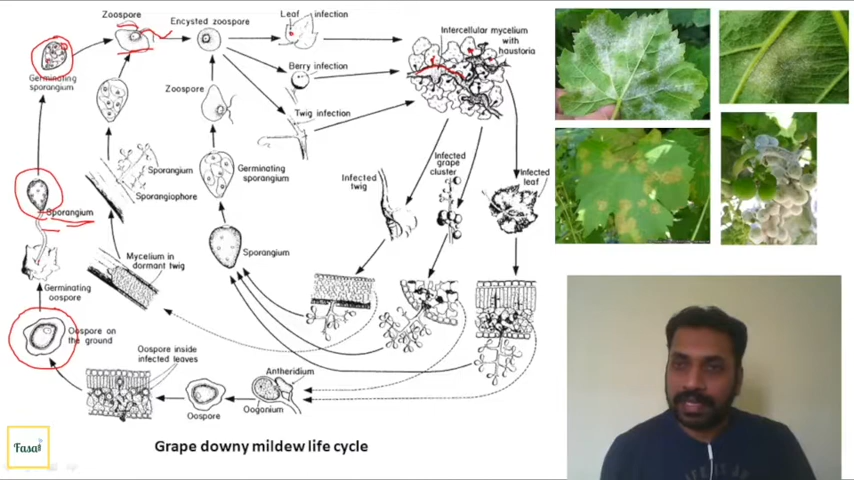 Zoospore
Encysted zoospore
Leaf infection
Intercellular mycelium
with
haustoria
Germinating
sporangium
Berry infection
Zoospore
Twig infection
Sporangium
Sporangiophore
Germinating
sporangium
Infected
twig
Infected
grape
cluster
Infected
leaf
Sporangium
Sporangium
Mycelium in
dormant twig
Germinating
oospore
Oospore on
the ground
Oospore inside
infected leaves
Antheridium
Oogonium
Oospore
Fasal
Grape downy mildew life cycle